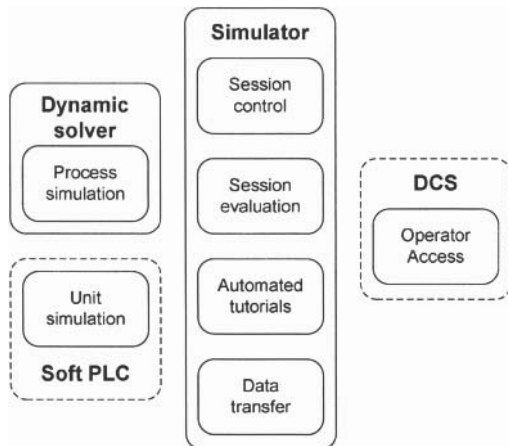 Simulator
Session
control
Session
evaluation
Automated
tutorials
Data
transfer
Dynamic
solver
Process
simulation
Unit
simulation
Soft PLC
DCS
Operator
Access